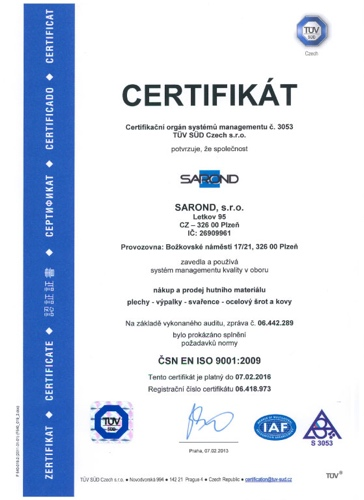 TÜV
SÜD
Czech
CERTIFIKÁT
Certifikační orgán systémů managementu č. 3053
TÜV SÜD Czech s.r.o.
potvrzuje, že společnost
SAROND
SAROND, s.r.o.
Letkov 95
CZ – 326 00 Plzeň
IČ: 26909961
Provozovna: Božkovské náměstí 17/21, 326 00 Plzeň
zavedla a používá
systém managementu kvality v oboru
nákup a prodej hutního materiálu
plechy - výpalky - svařence - ocelový šrot a kovy
Na základě vykonaného auditu, zpráva č. 06.442.289
bylo prokázáno splnění
požadavků normy
ČSN EN ISO 9001:2009
Tento certifikát je platný do 07.02.2016
Registrační číslo certifikátu 06.418.973
TÜV
SÜD
IAF
S 3053
Praha, 07.02.2013
TÜV SÜD Czech s.r.o. • Novodvorská 994 • 142 21 Prague 4 • Czech Republic • certification@tuv-sud.cz
TÜV®
ZERTIFIKAT ◆ CERTIFICATE ◆ 認証証書 ◆ СЕРТИФИКАТ ◆ CERTIFICADO ◆ CERTIFICAT